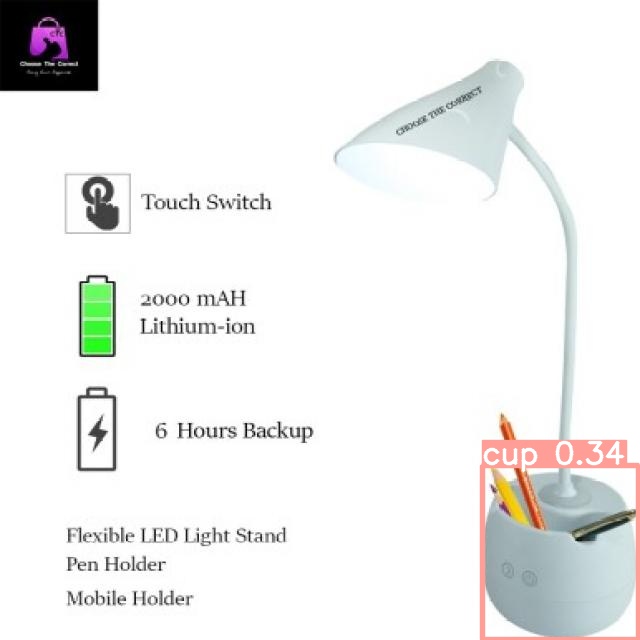 CTC
Choose The Correct
CHOOSE THE CORRECT
Touch Switch
2000 mAH
Lithium-ion
6 Hours Backup
cup 0.34
Flexible LED Light Stand
Pen Holder
Mobile Holder